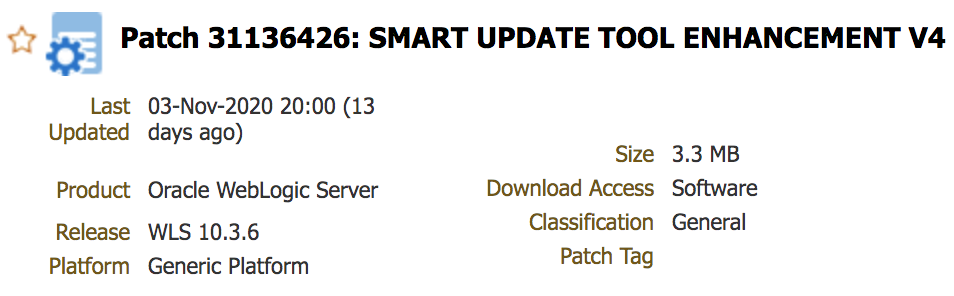 Patch 31136426: SMART UPDATE TOOL ENHANCEMENT V4
Last Updated 03-Nov-2020 20:00 (13 days ago)
Product Oracle WebLogic Server
Release WLS 10.3.6
Platform Generic Platform
Size 3.3 MB
Download Access Software
Classification General
Patch Tag